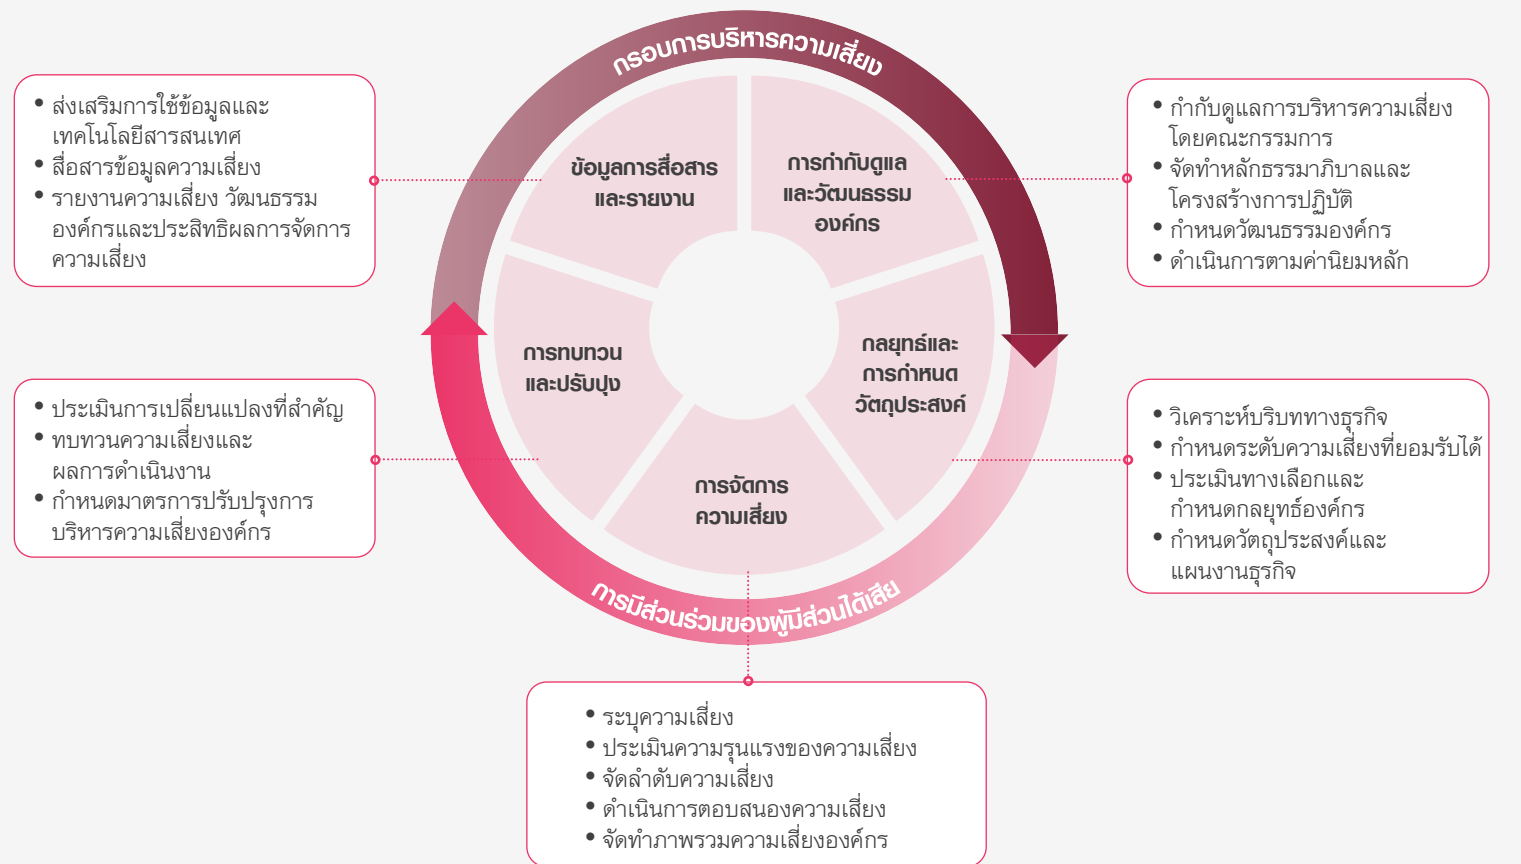 กรอบการบริหารความเสี่ยง
ข้อมูลการสื่อสาร
และรายงาน
การกำกับดูแล
และวัฒนธรรม
องค์กร
กลยุทธ์และ
การกำหนด
วัตถุประสงค์
การจัดการ
ความเสี่ยง
การทบทวน
และปรับปุง
การมีส่วนร่วมของผู้มีส่วนได้เสีย
• ส่งเสริมการใช้ข้อมูลและ
เทคโนโลยีสารสนเทศ
• สื่อสารข้อมูลความเสี่ยง
• รายงานความเสี่ยง วัฒนธรรม
องค์กรและประสิทธิผลการจัดการ
ความเสี่ยง
• กำกับดูแลการบริหารความเสี่ยง
โดยคณะกรรมการ
• จัดทำหลักธรรมาภิบาลและ
โครงสร้างการปฏิบัติ
• กำหนดวัฒนธรรมองค์กร
• ดำเนินการตามค่านิยมหลัก
• ประเมินการเปลี่ยนแปลงที่สำคัญ
• ทบทวนความเสี่ยงและ
ผลการดำเนินงาน
• กำหนดมาตรการปรับปรุงการ
บริหารความเสี่ยงองค์กร
• วิเคราะห์บริบททางธุรกิจ
• กำหนดระดับความเสี่ยงที่ยอมรับได้
• ประเมินทางเลือกและ
กำหนดกลยุทธ์องค์กร
• กำหนดวัตถุประสงค์และ
แผนงานธุรกิจ
• ระบุความเสี่ยง
• ประเมินความรุนแรงของความเสี่ยง
• จัดลำดับความเสี่ยง
• ดำเนินการตอบสนองความเสี่ยง
• จัดทำภาพรวมความเสี่ยงองค์กร